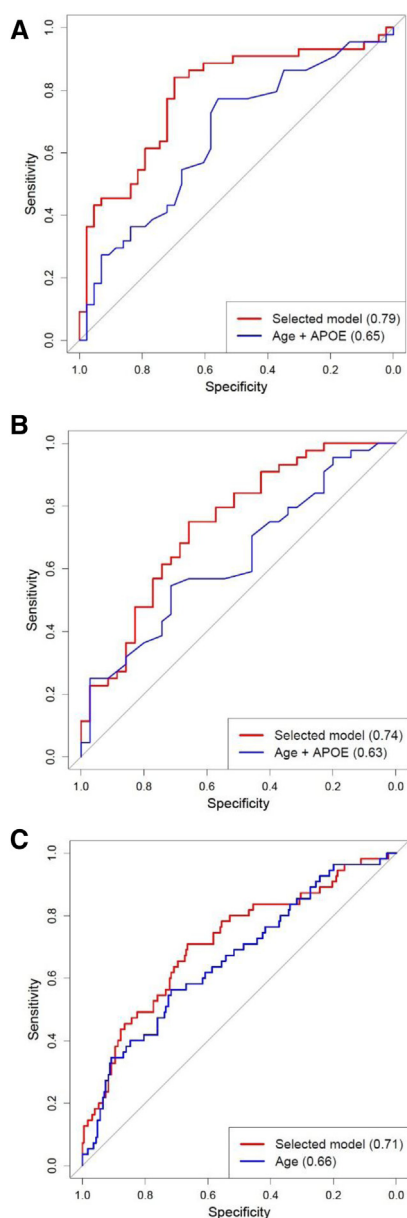 A
1.0
0.8
0.6
0.4
0.2
0.0
Sensitivity
Selected model (0.79)
Age + APOE (0.65)
1.0 0.8 0.6 0.4 0.2 0.0
Specificity
B
1.0
0.8
0.6
0.4
0.2
0.0
Sensitivity
Selected model (0.74)
Age + APOE (0.63)
1.0 0.8 0.6 0.4 0.2 0.0
Specificity
C
1.0
0.8
0.6
0.4
0.2
0.0
Sensitivity
Selected model (0.71)
Age (0.66)
1.0 0.8 0.6 0.4 0.2 0.0
Specificity